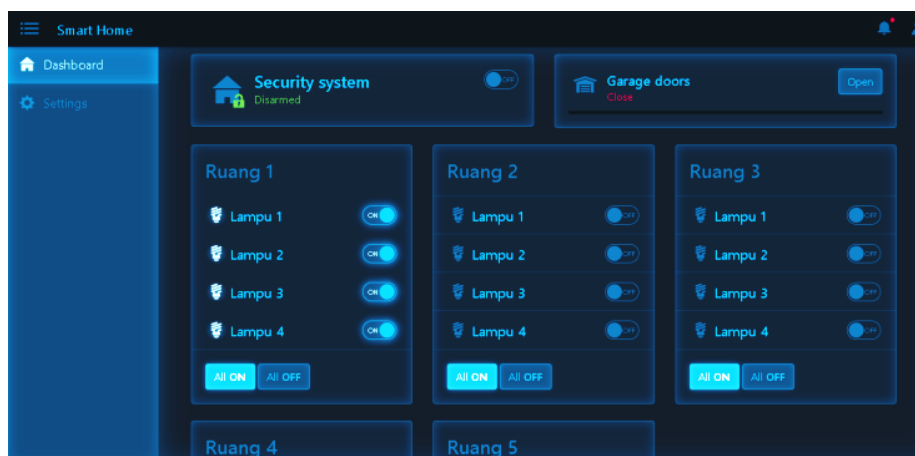 Smart Home
Dashboard
Settings
Security system
Disarmed
OFF
Garage doors
Close
Open
Ruang 1
Lampu 1 ON
Lampu 2 ON
Lampu 3 ON
Lampu 4 ON
All ON All OFF
Ruang 2
Lampu 1 OFF
Lampu 2 OFF
Lampu 3 OFF
Lampu 4 OFF
All ON All OFF
Ruang 3
Lampu 1 OFF
Lampu 2 OFF
Lampu 3 OFF
Lampu 4 OFF
All ON All OFF
Ruang 4
Ruang 5